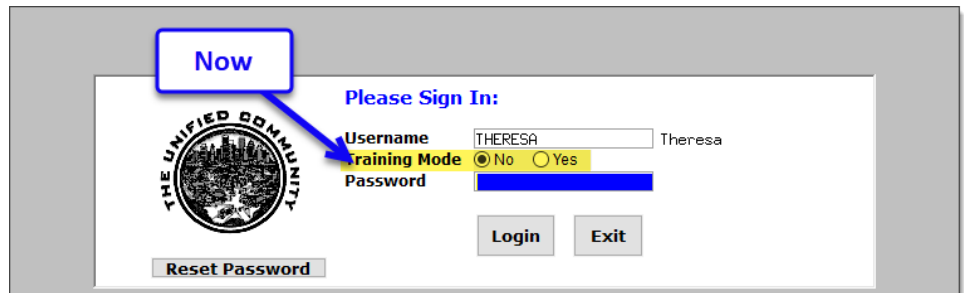 Now
Please Sign In:
THE UNIFIED COMMUNITY
Username THERESA Theresa
Training Mode No Yes
Password
Login Exit
Reset Password